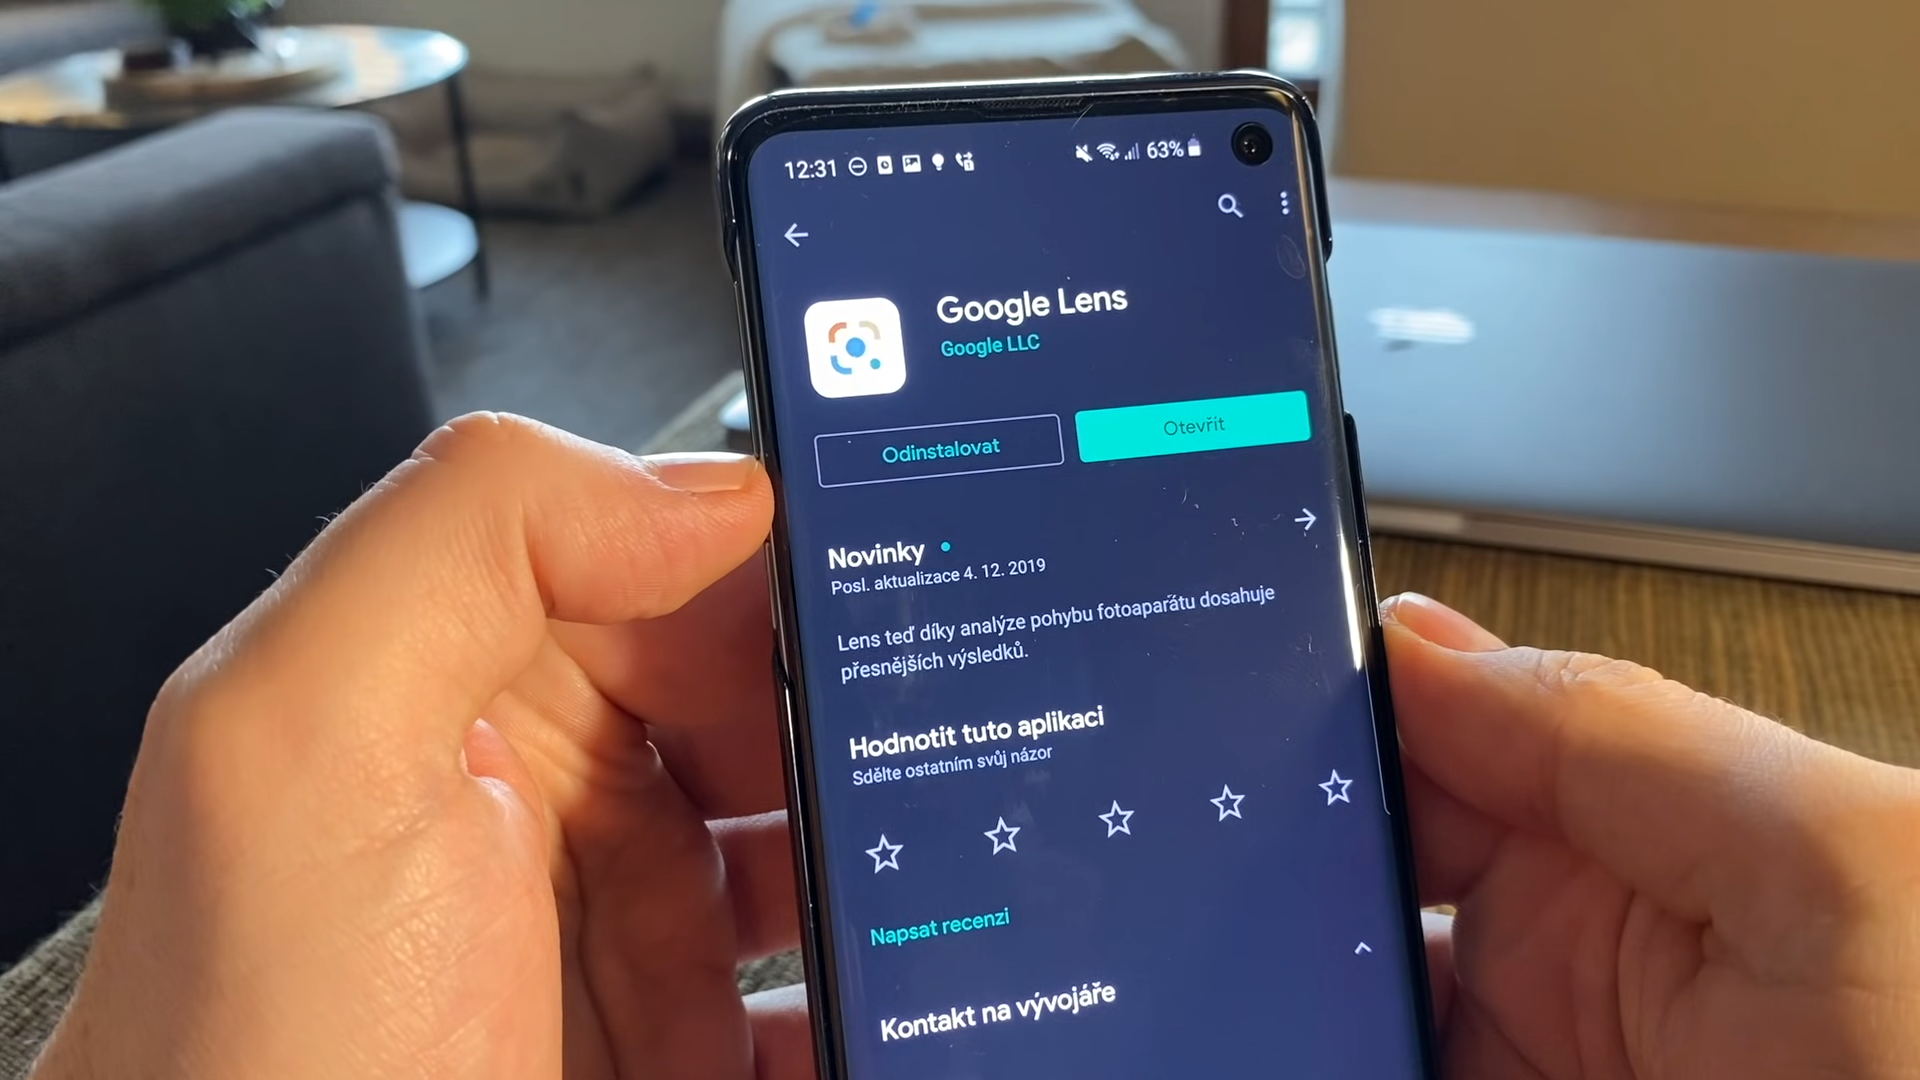 12:31
63%
Google Lens
Google LLC
Odinstalovat
Otevřít
Novinky
Posl. aktualizace 4. 12. 2019
Lens teď díky analýze pohybu fotoaparátu dosahuje
přesnějších výsledků.
Hodnotit tuto aplikaci
Sdělte ostatním svůj názor
Napsat recenzi
Kontakt na vývojáře